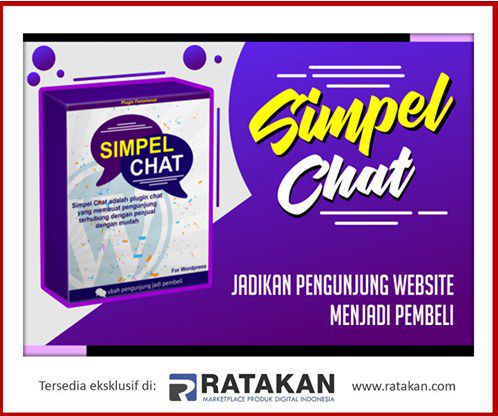 Plugin Fenomenal
SIMPEL
CHAT
Simpel Chat adalah plugin chat
yang membuat pengunjung
terhubung dengan penjual
dengan mudah
For Wordpress
ubah pengunjung jadi pembeli
Simpel
Chat
JADIKAN PENGUNJUNG WEBSITE
MENJADI PEMBELI
Tersedia eksklusif di:
RATAKAN
MARKETPLACE PRODUK DIGITAL INDONESIA
www.ratakan.com